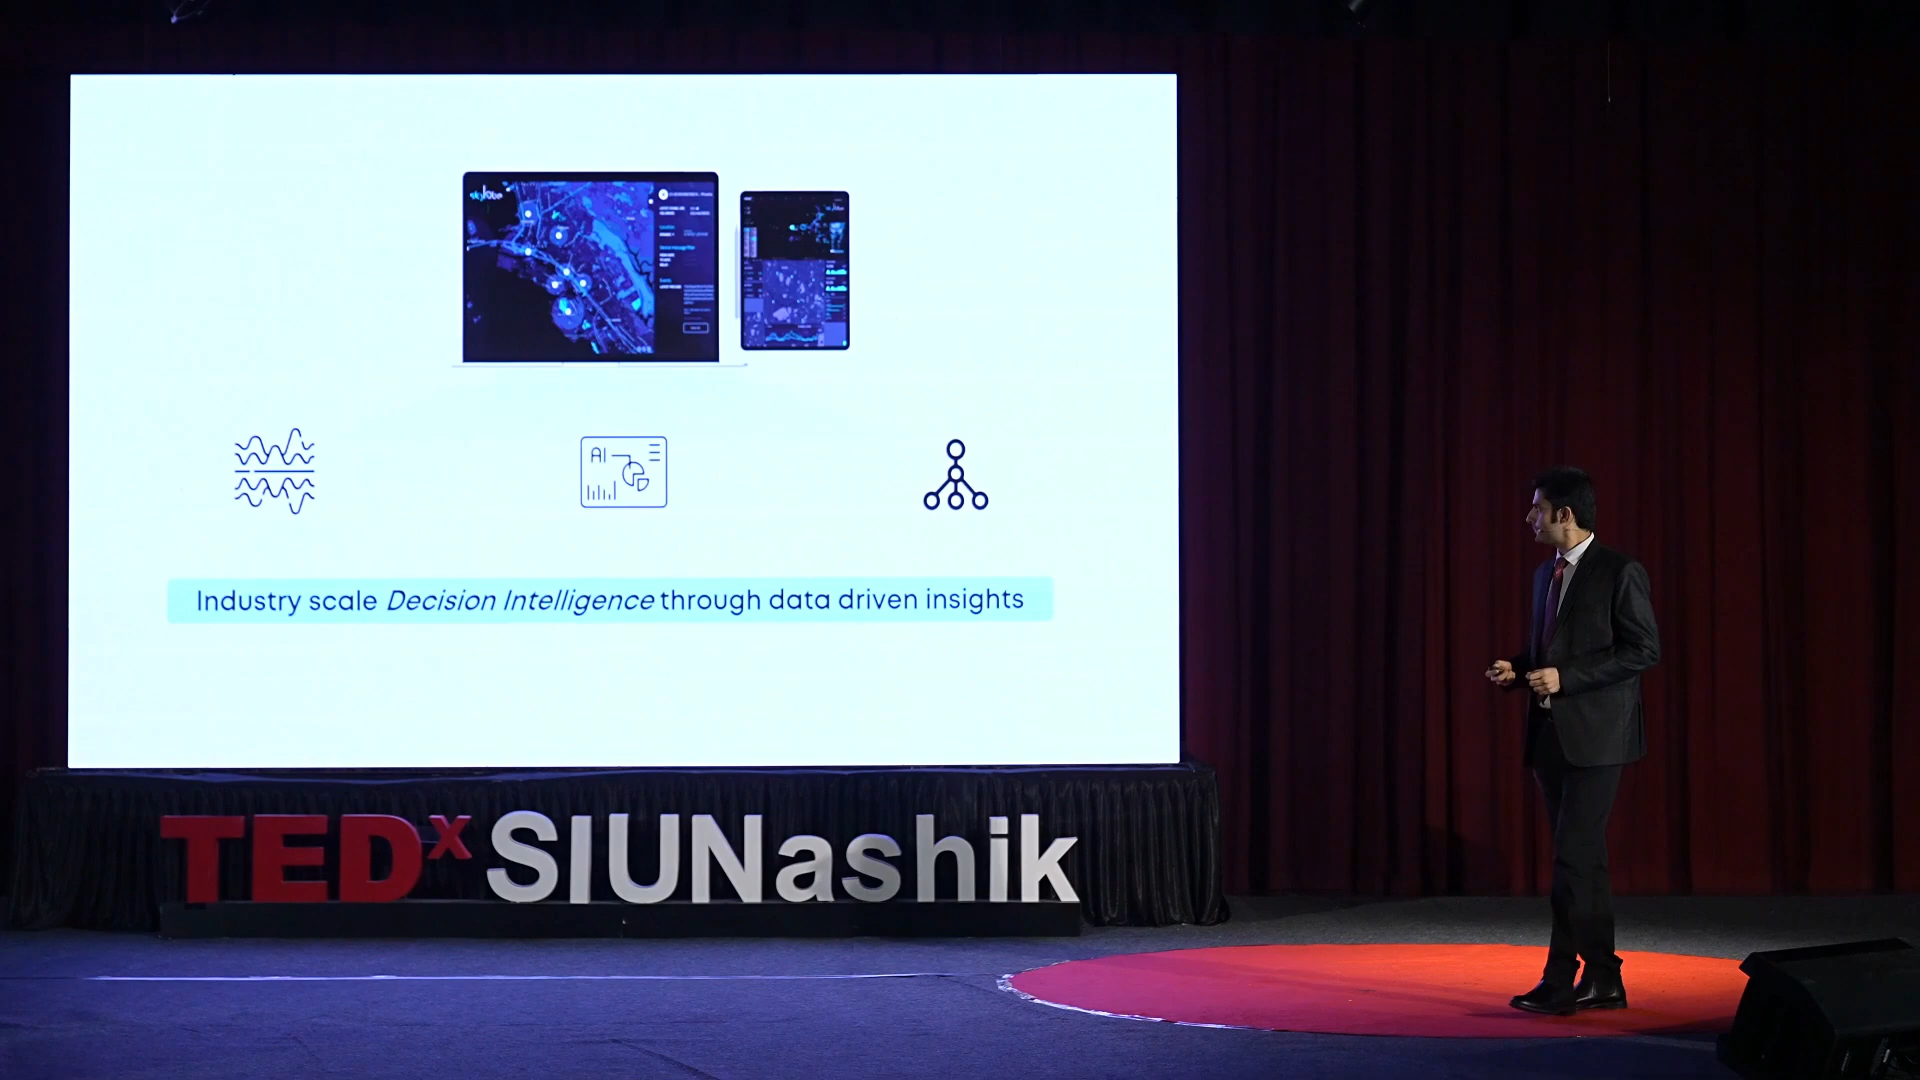 AI
Industry scale Decision Intelligence through data driven insights
TEDx SIUNashik